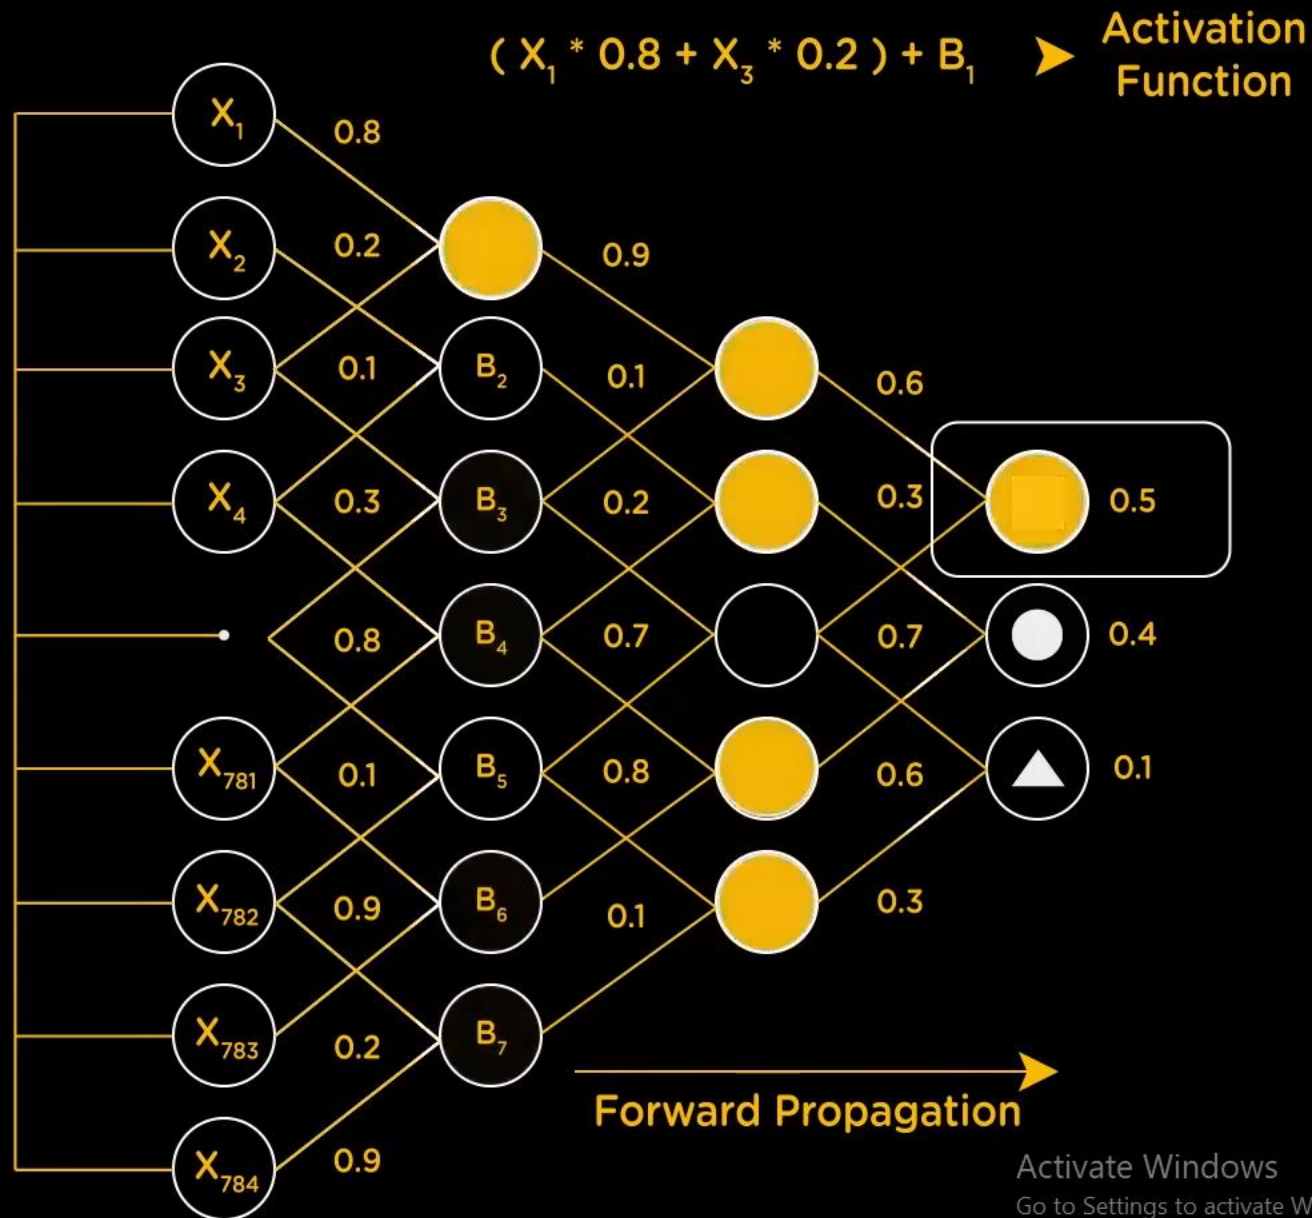 ( X₁ * 0.8 + X₃ * 0.2 ) + B₁
Activation
Function
X₁
0.8
X₂
0.2
0.9
X₃
0.1
B₂
0.1
0.6
X₄
0.3
B₃
0.2
0.3
0.5
0.8
B₄
0.7
0.7
0.4
X₇₈₁
0.1
B₅
0.8
0.6
0.1
X₇₈₂
0.9
B₆
0.1
0.3
X₇₈₃
0.2
B₇
Forward Propagation
X₇₈₄
0.9
Activate Windows
Go to Settings to activate W